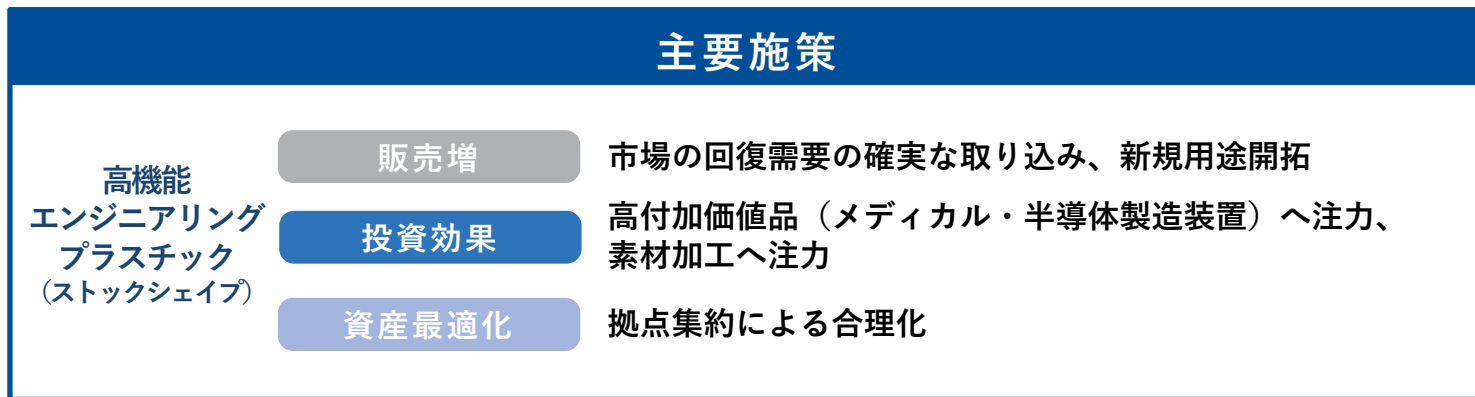 主要施策
高機能
エンジニアリング
プラスチック
（ストックシェイプ）
販売増
市場の回復需要の確実な取り込み、新規用途開拓
投資効果
高付加価値品（メディカル・半導体製造装置）へ注力、
素材加工へ注力
資産最適化
拠点集約による合理化